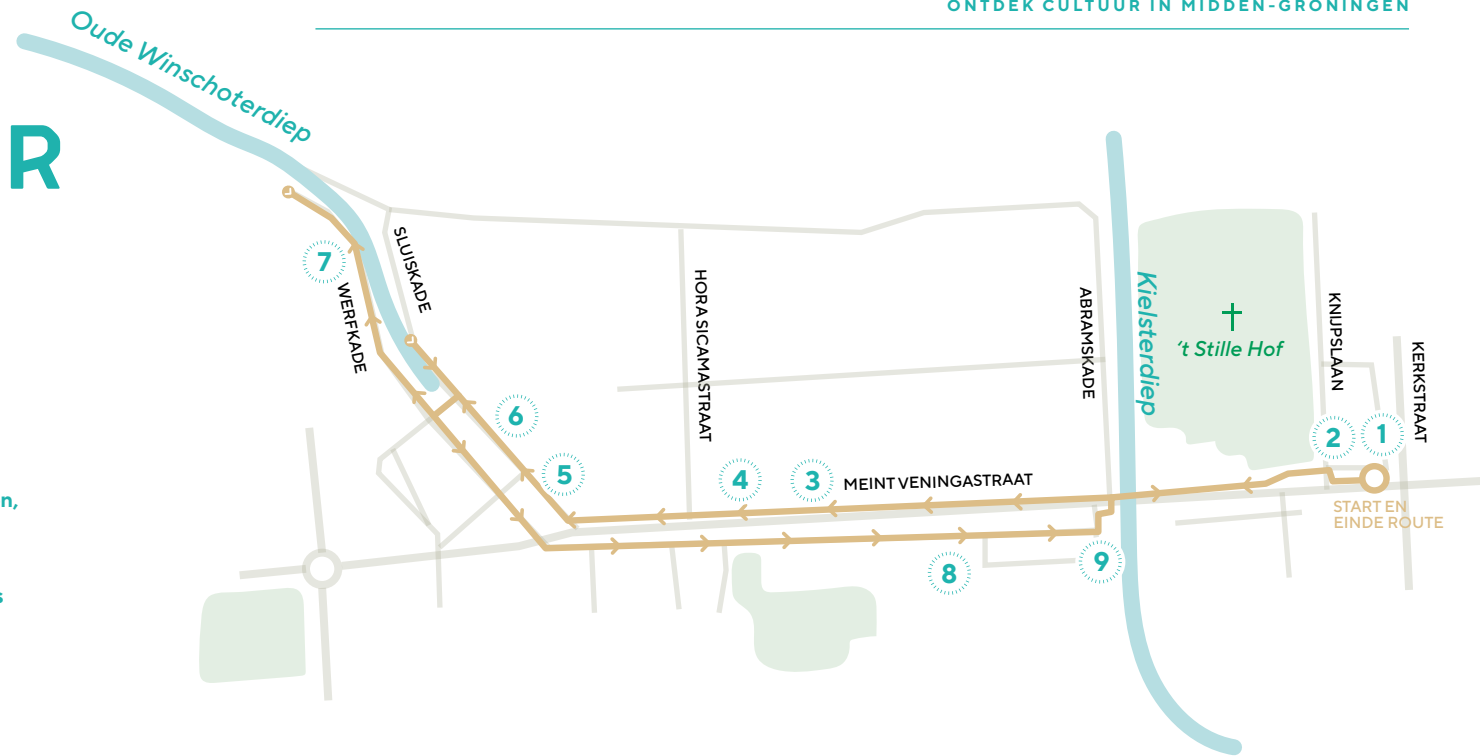 ONTDEK CULTUUR IN MIDDEN-GRONINGEN
Oude Winschoterdiep
R
SLUISKADE
7
WERFKADE
HORA SICAMASTRAAT
ABRAMSKADE
Kielsterdiep
't Stille Hof
KNIJPSLAAN
KERKSTRAAT
6
5
4
3
MEINT VENINGASTRAAT
2
1
START EN
EINDE ROUTE
n,
8
9
s